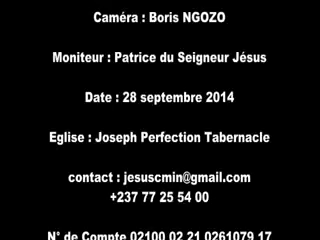 Caméra : Boris NGOZO
Moniteur : Patrice du Seigneur Jésus
Date : 28 septembre 2014
Eglise : Joseph Perfection Tabernacle
contact : jesuscmin@gmail.com
+237 77 25 54 00
N° de Compte 02100 02 21 0261079 17